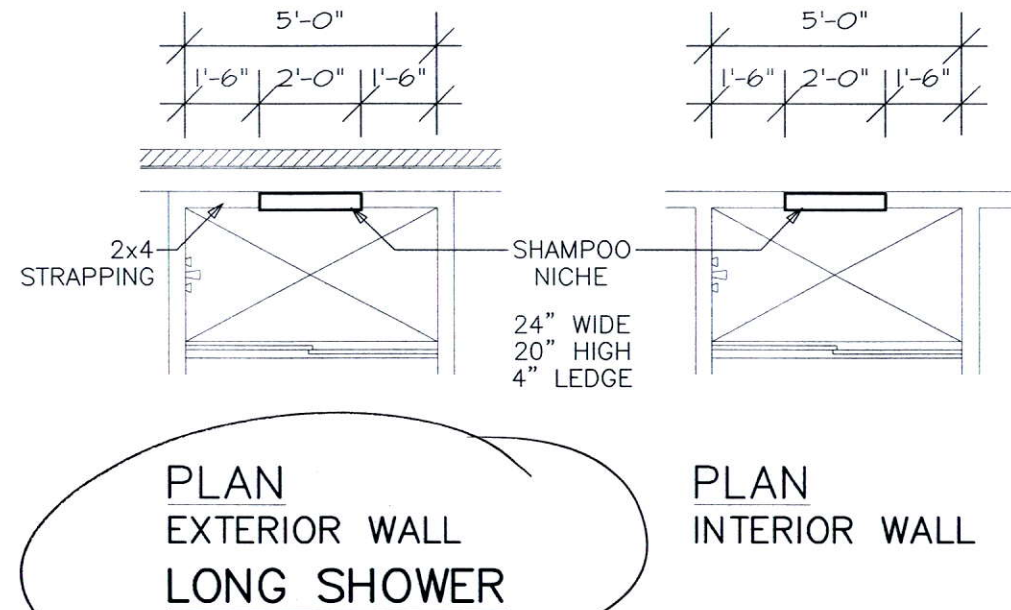 5'-0"
1'-6" 2'-0" 1'-6"
5'-0"
1'-6" 2'-0" 1'-6"
2x4
STRAPPING
SHAMPOO
NICHE
24” WIDE
20” HIGH
4” LEDGE
PLAN
EXTERIOR WALL
LONG SHOWER
PLAN
INTERIOR WALL